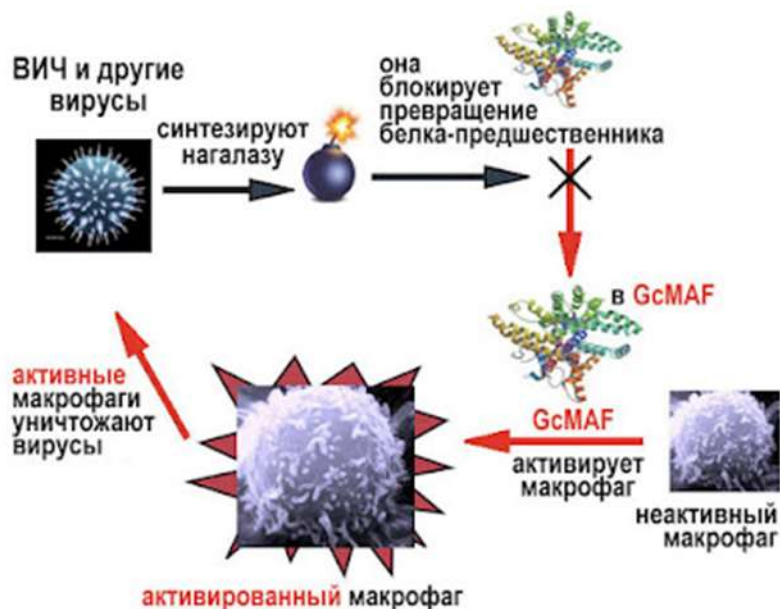 ВИЧ и другие
вирусы
синтезируют
нагалазу
она
блокирует
превращение
белка-предшественника
в GcMAF
GcMAF
активирует
макрофаг
неактивный
макрофаг
активированный макрофаг
активные
макрофаги
уничтожают
вирусы